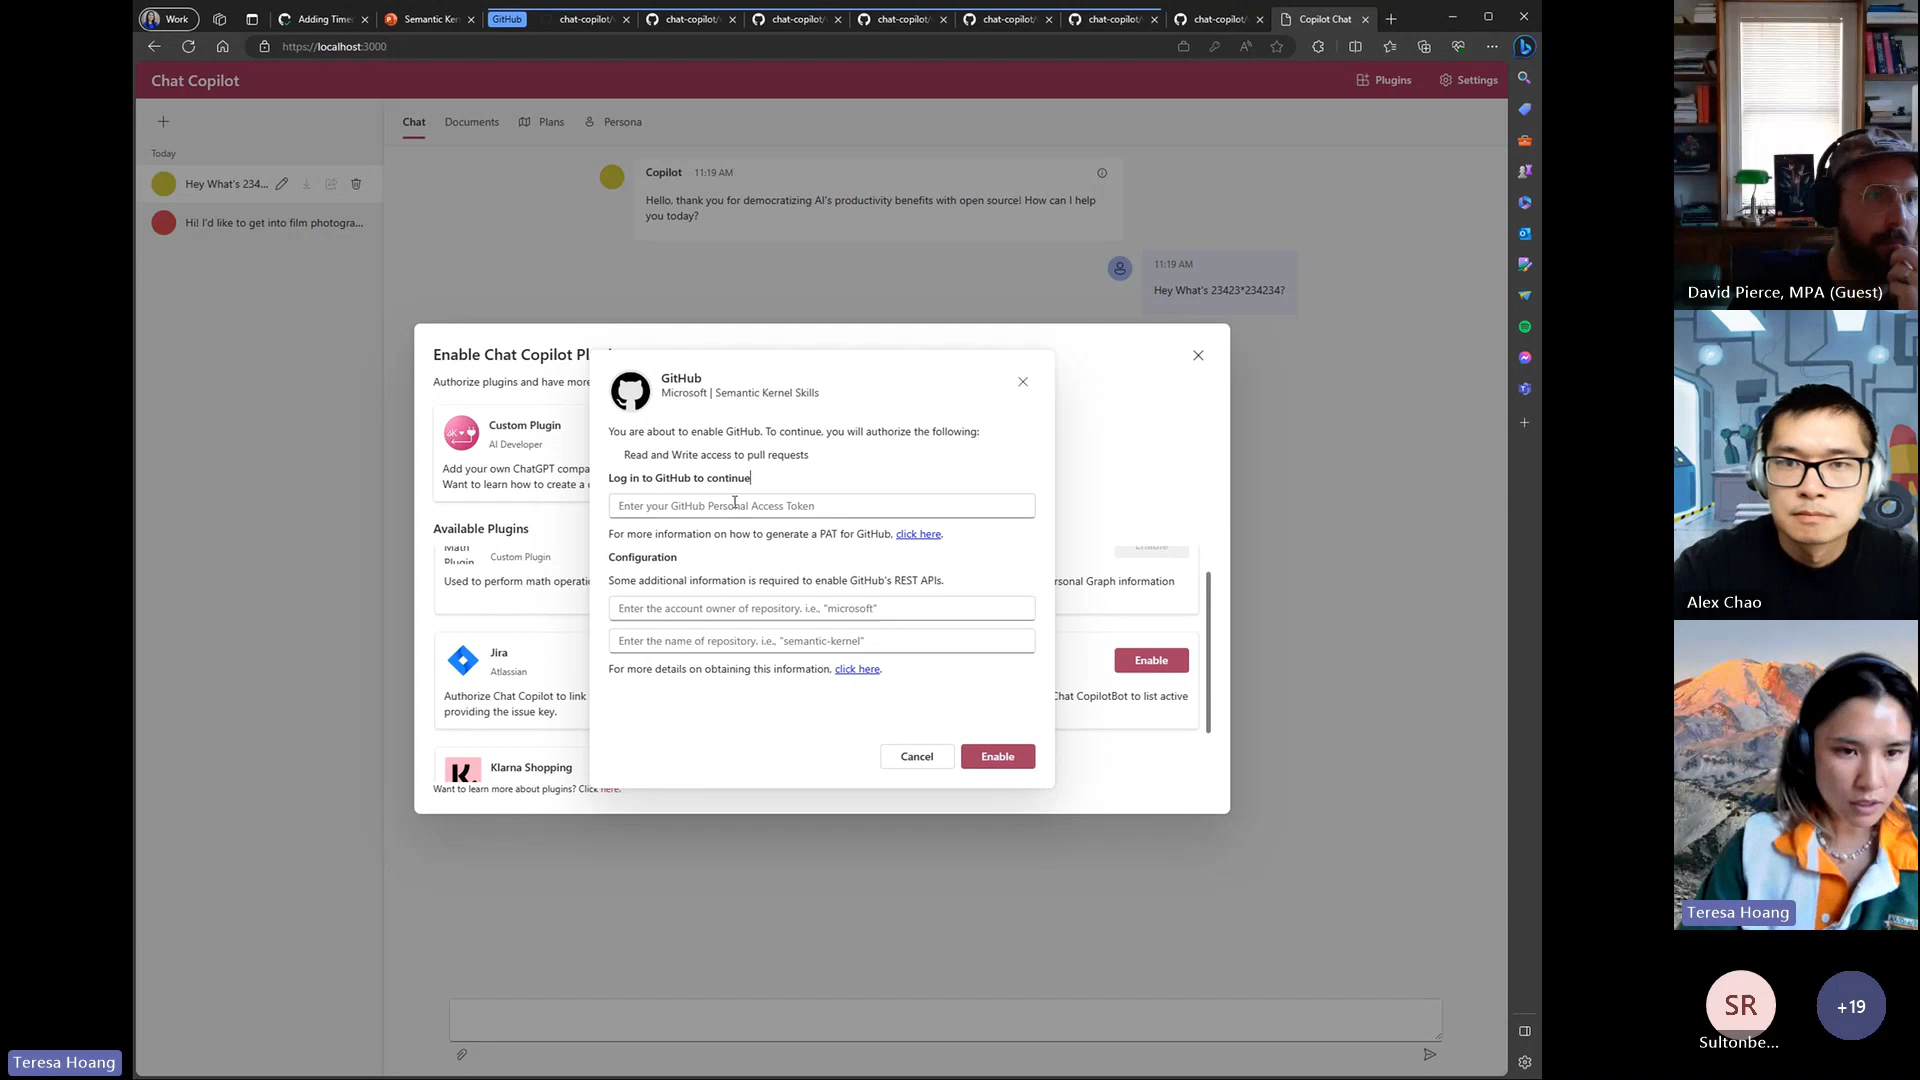 Work
Adding Time
Semantic Ker
GitHub
chat-copilot/
chat-copilot/
chat-copilot/
chat-copilot/
chat-copilot/
chat-copilot/
chat-copilot/
Copilot Chat
https://localhost:3000
Chat Copilot
Plugins
Settings
Chat
Documents
Plans
Persona
Today
Hey What's 234...
Hi! I'd like to get into film photogra...
Copilot 11:19 AM
Hello, thank you for democratizing AI's productivity benefits with open source! How can I help
you today?
11:19 AM
Hey What's 23423*234234?
Enable Chat Copilot Pl
Authorize plugins and have more
Custom Plugin
AI Developer
Add your own ChatGPT compa
Want to learn how to create a c
Available Plugins
Math
Plugin
Custom Plugin
Enable
Used to perform math operatio
rsonal Graph information
Jira
Atlassian
Enable
Authorize Chat Copilot to link
providing the issue key.
Chat CopilotBot to list active
Klarna Shopping
Want to learn more about plugins? Click here.
GitHub
Microsoft | Semantic Kernel Skills
You are about to enable GitHub. To continue, you will authorize the following:
Read and Write access to pull requests
Log in to GitHub to continue
Enter your GitHub Personal Access Token
For more information on how to generate a PAT for GitHub, click here.
Configuration
Some additional information is required to enable GitHub's REST APIs.
Enter the account owner of repository. i.e., "microsoft"
Enter the name of repository. i.e., "semantic-kernel"
For more details on obtaining this information, click here.
Cancel
Enable
David Pierce, MPA (Guest)
Alex Chao
Teresa Hoang
SR
+19
Sultonbe...
Teresa Hoang